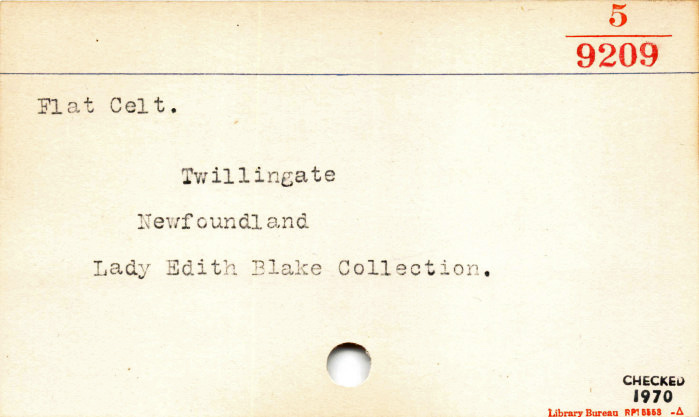 5
9209
Flat Celt.
Twillingate
Newfoundland
Lady Edith Blake Collection.
CHECKED
1970
Library Bureau